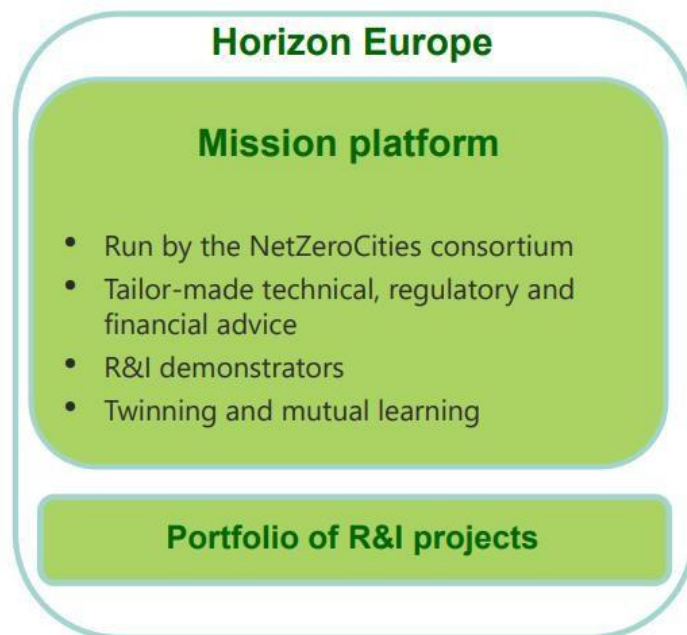 Horizon Europe
Mission platform
• Run by the NetZeroCities consortium
• Tailor-made technical, regulatory and
financial advice
• R&I demonstrators
• Twinning and mutual learning
Portfolio of R&I projects